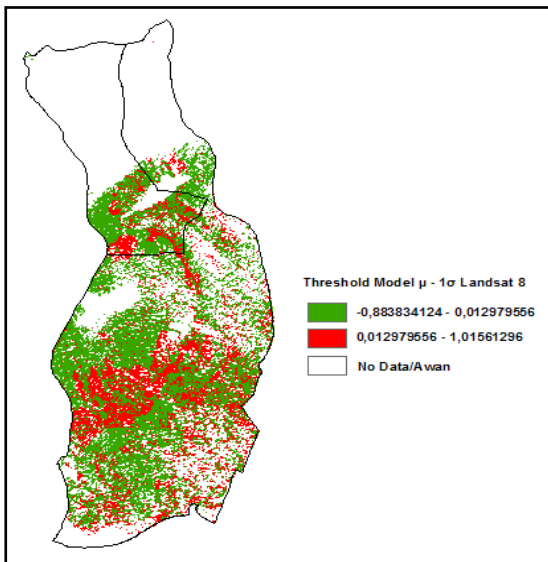 Threshold Model µ - 1σ Landsat 8
-0,883834124 - 0,012979556
0,012979556 - 1,01561296
No Data/Awan